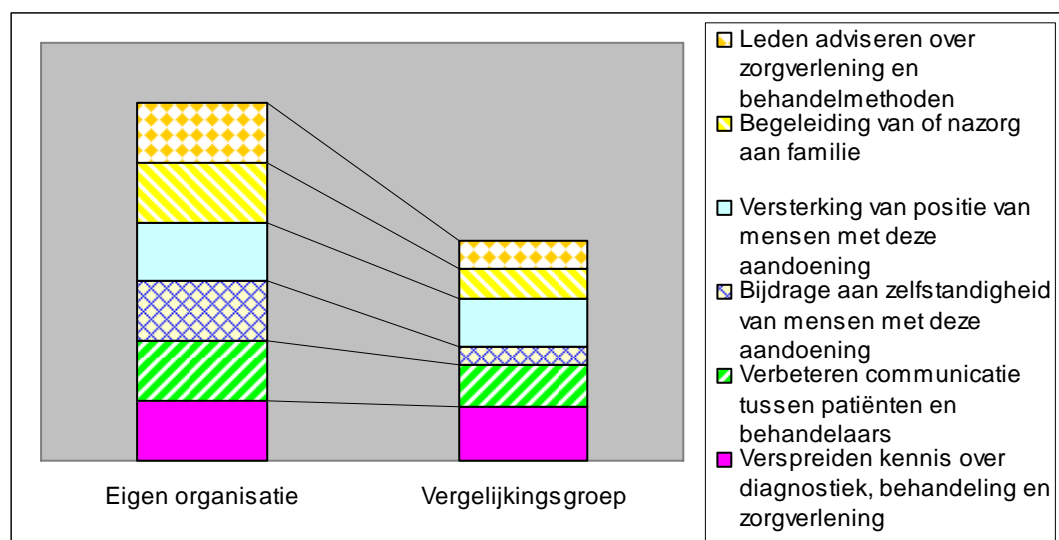 Leden adviseren over
zorgverlening en
behandelmethoden
Begeleiding van of nazorg
aan familie
Versterking van positie van
mensen met deze
aandoening
Bijdrage aan zelfstandigheid
van mensen met deze
aandoening
Verbeteren communicatie
tussen patiënten en
behandelaars
Verspreiden kennis over
diagnostiek, behandeling en
zorgverlening
Eigen organisatie
Vergelijkingsgroep